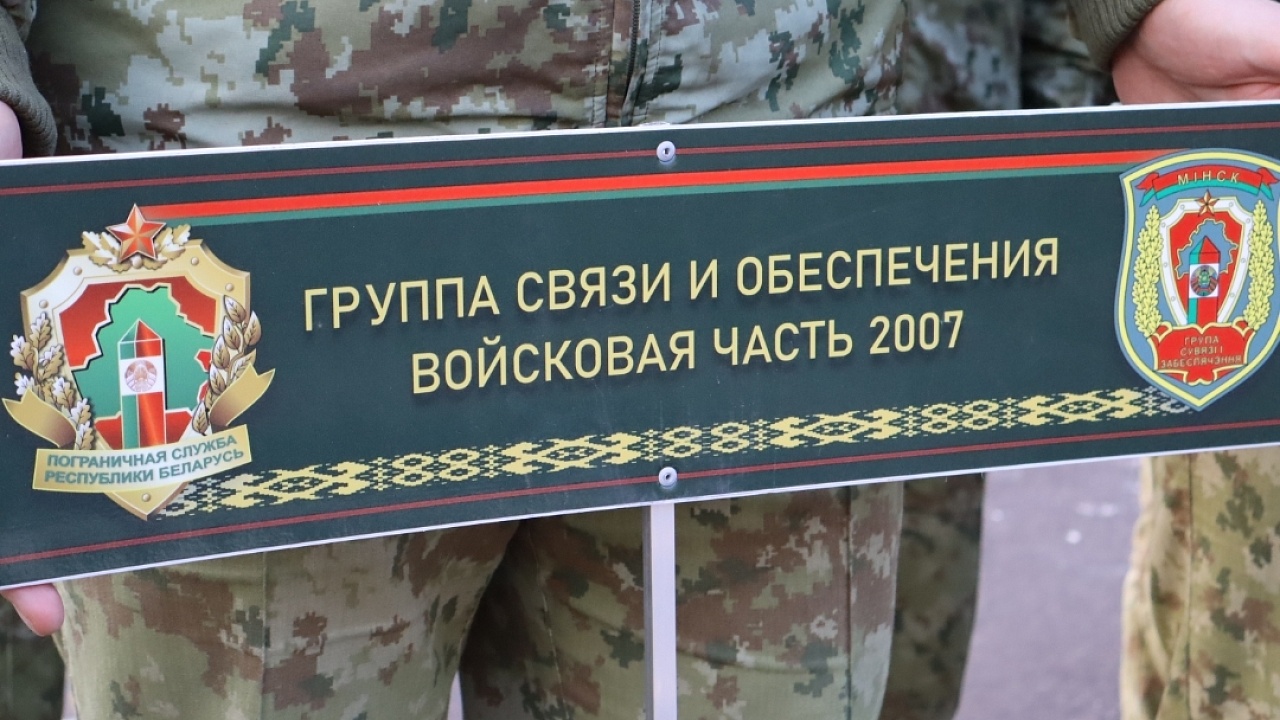 ГРУППА СВЯЗИ И ОБЕСПЕЧЕНИЯ
ВОЙСКОВАЯ ЧАСТЬ 2007
ПОГРАНИЧНАЯ СЛУЖБА
РЕСПУБЛИКИ БЕЛАРУСЬ
МІНСК
ГРУПА
СУВЯЗІ І
ЗАБЕСПЯЧЭННЯ